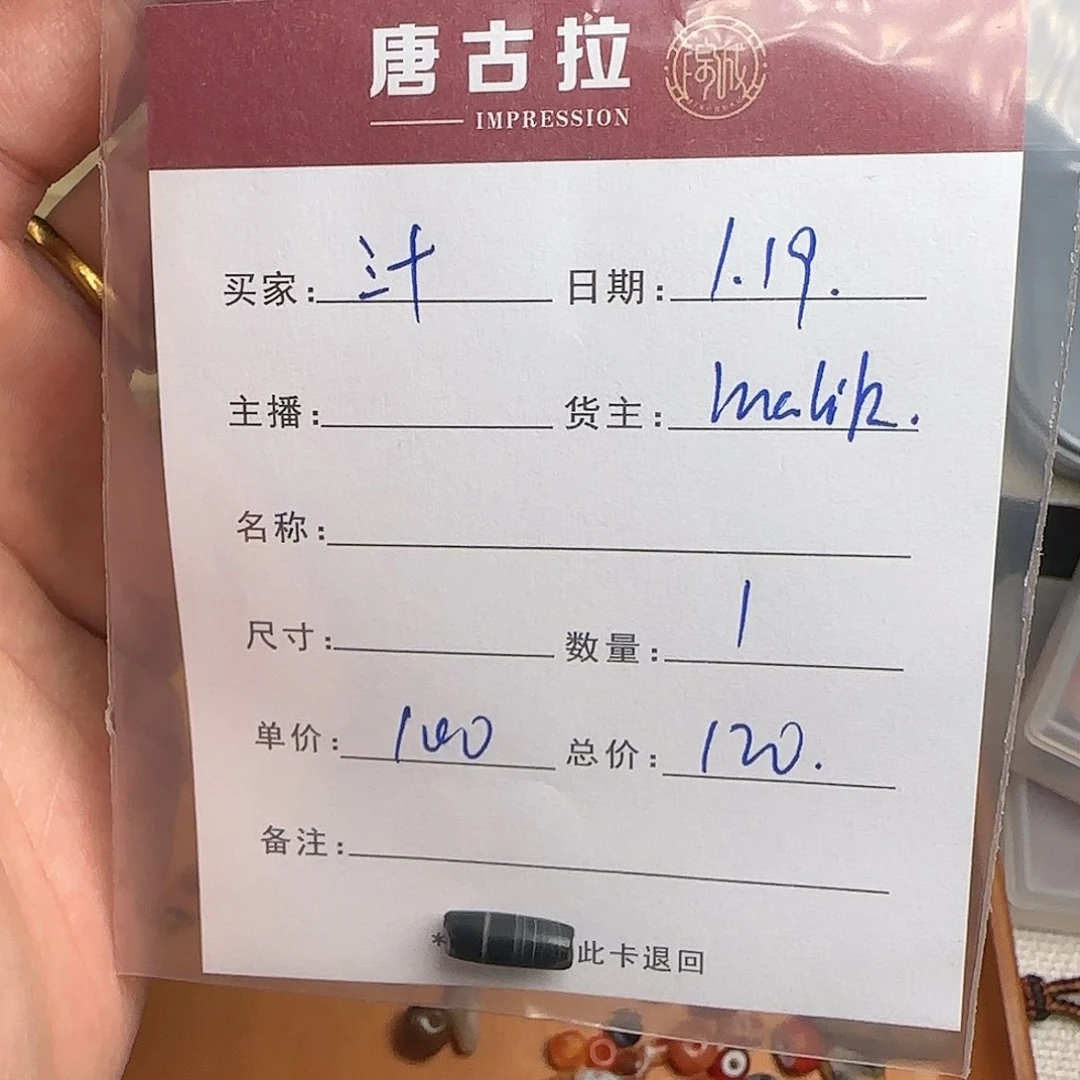 唐古拉
IMPRESSION
买家: 汁 日期: 1.19.
主播: 货主: malik.
名称:
尺寸: 数量: 1
单价: 100 总价: 120.
备注:
* 此卡退回